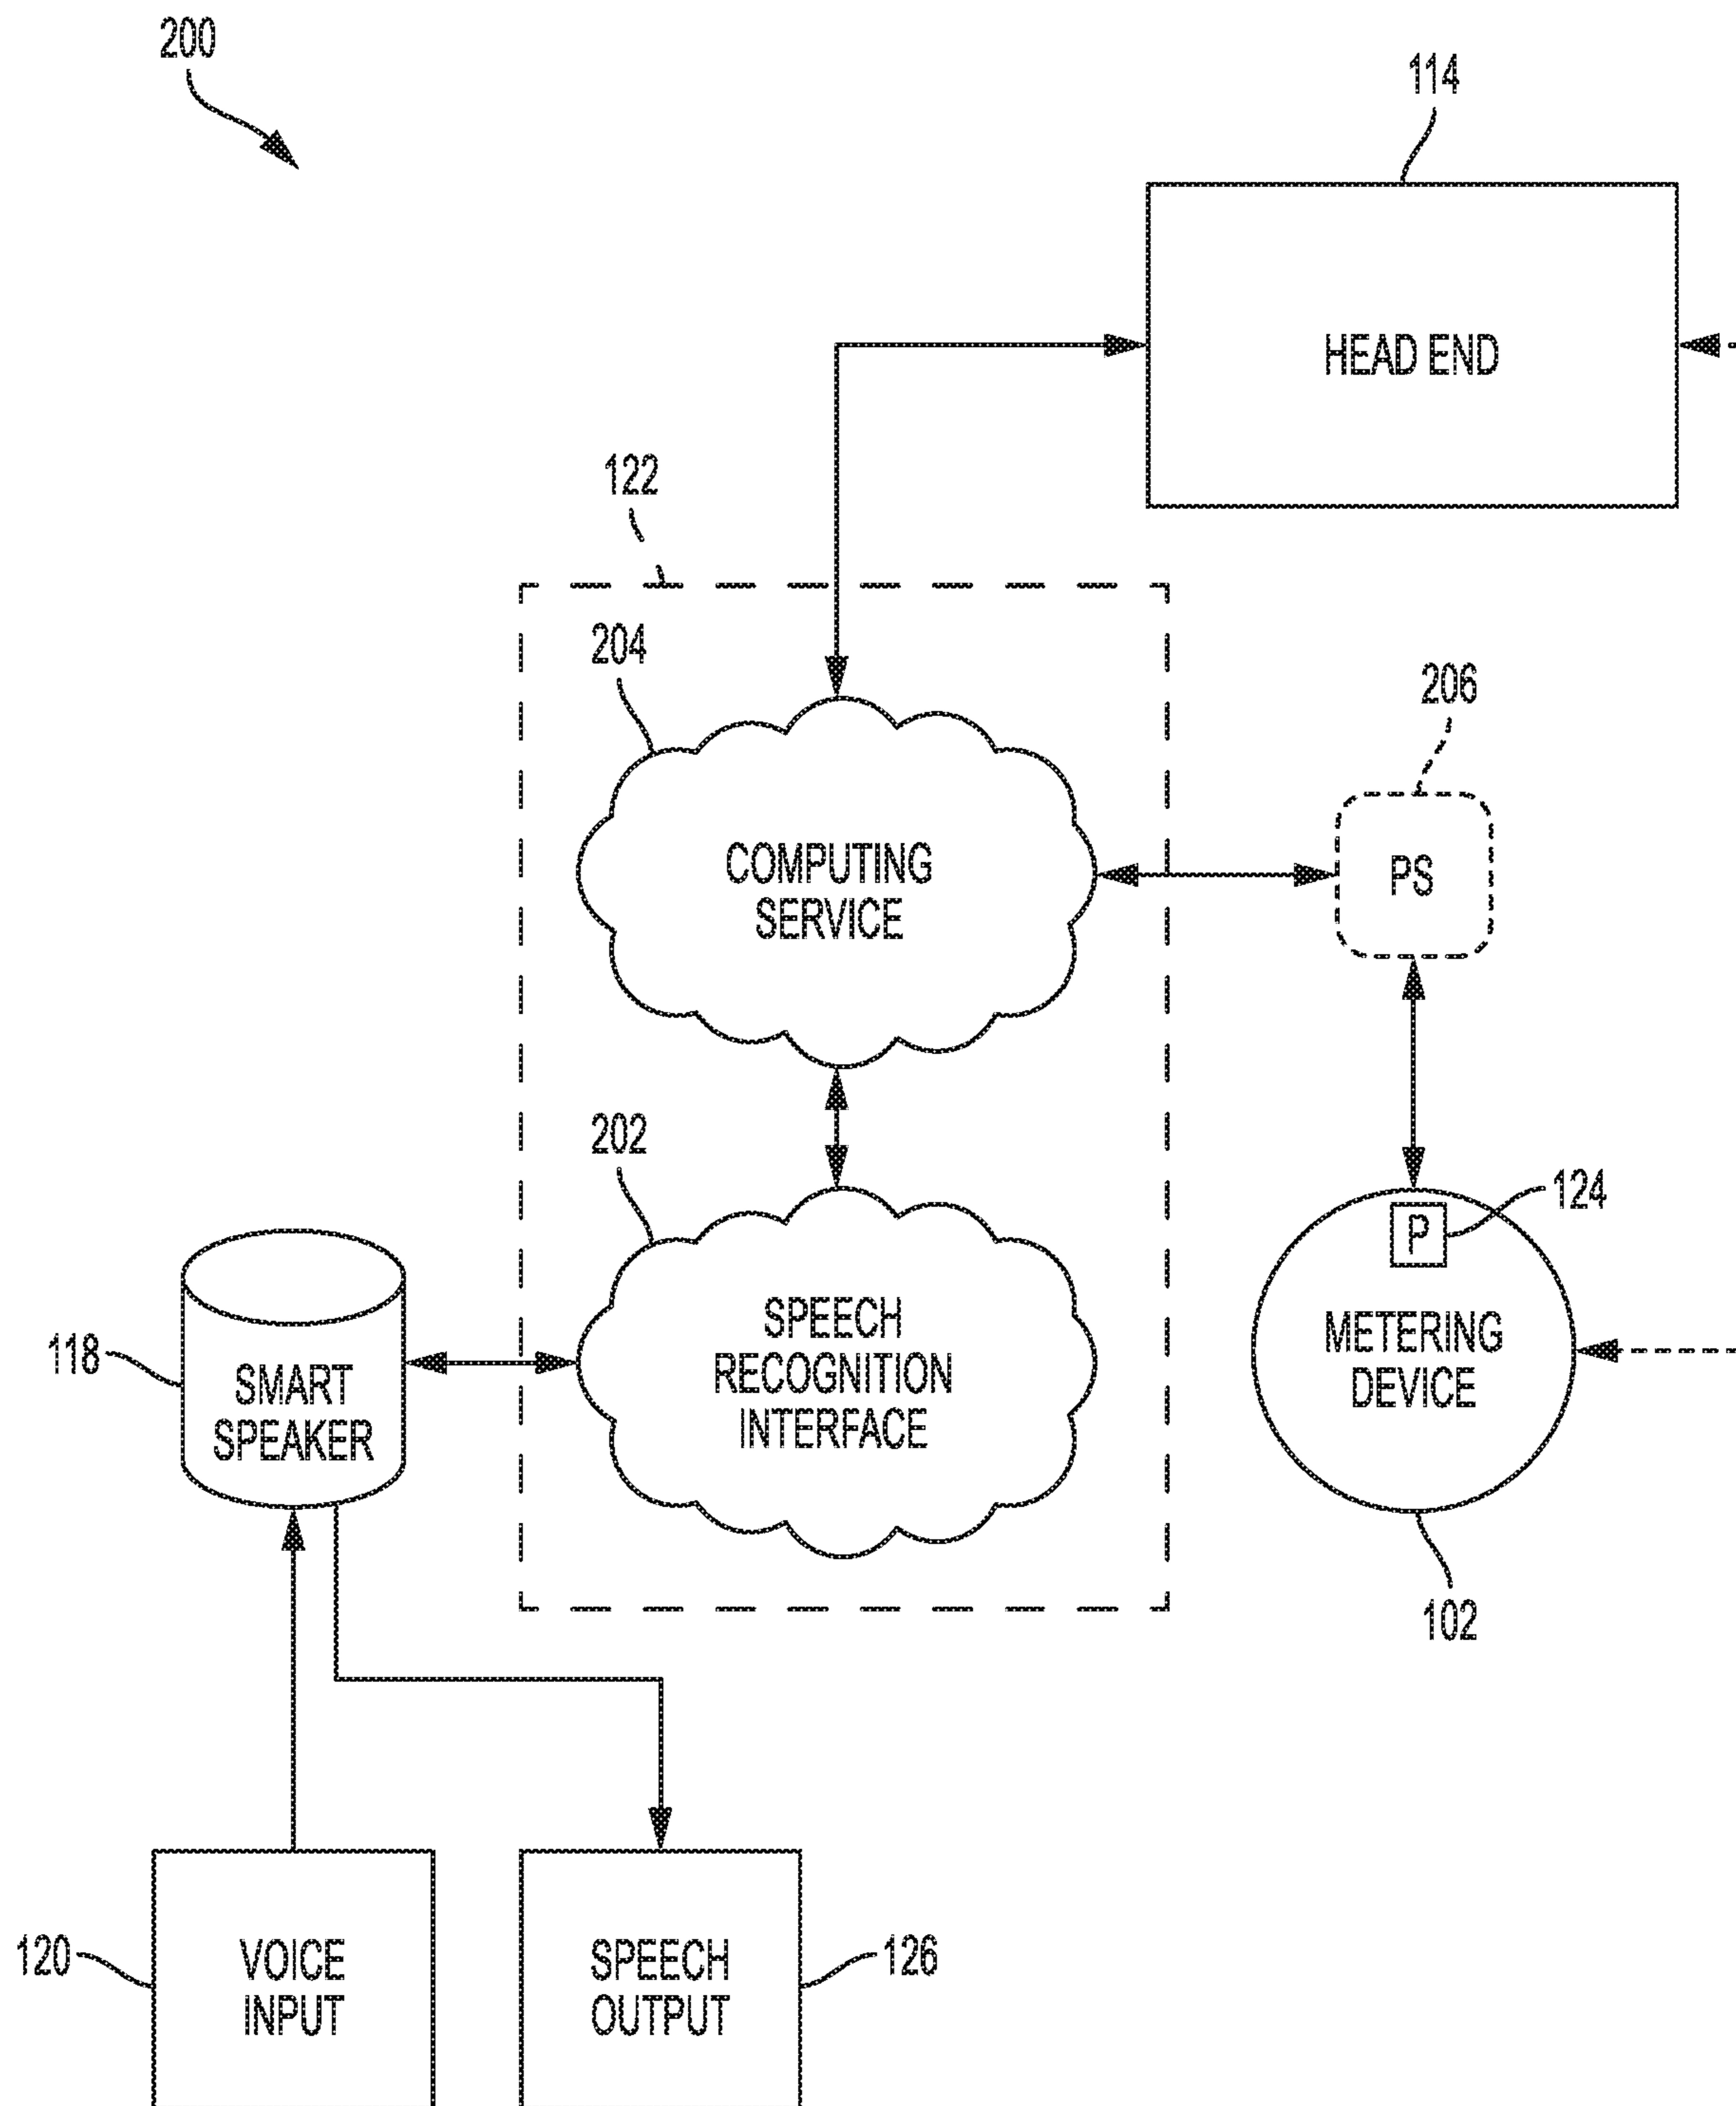 200
114
HEAD END
122
204
206
COMPUTING
SERVICE
PS
202
124
P
118
SMART
SPEAKER
SPEECH
RECOGNITION
INTERFACE
METERING
DEVICE
102
120
VOICE
INPUT
SPEECH
OUTPUT
126